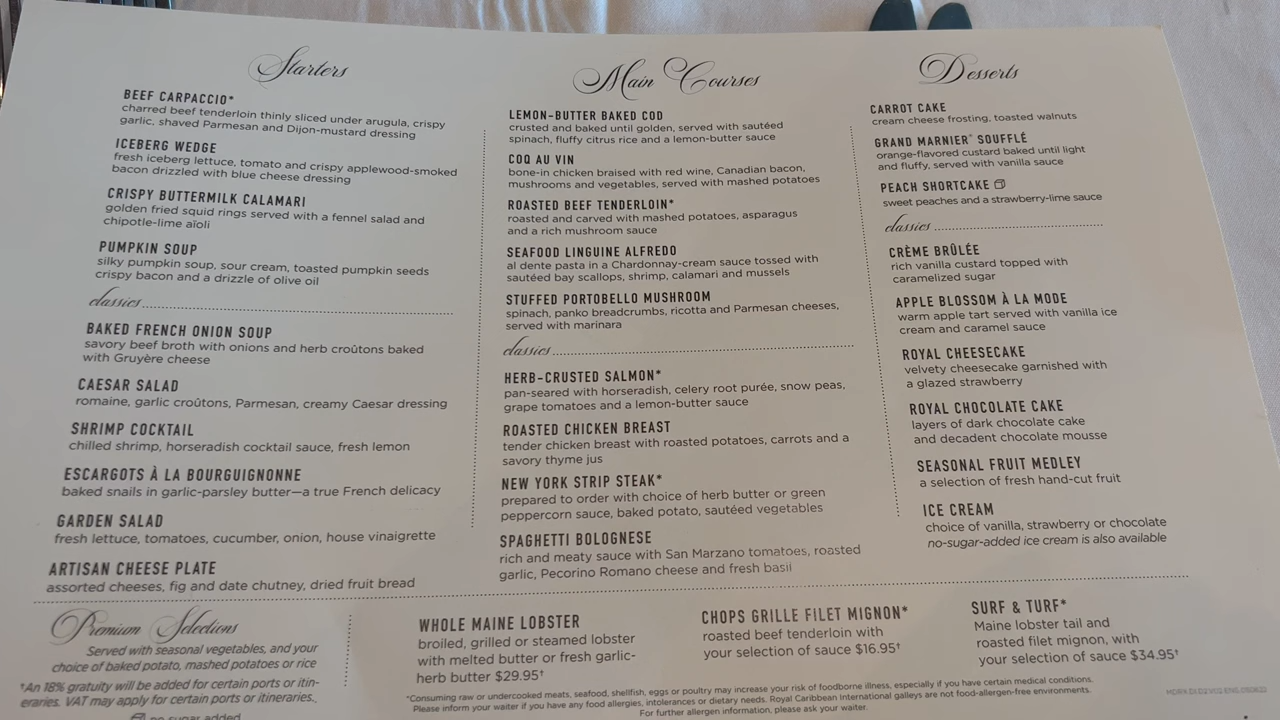 Starters
BEEF CARPACCIO*
charred beef tenderloin thinly sliced under arugula, crispy
garlic, shaved Parmesan and Dijon-mustard dressing
ICEBERG WEDGE
fresh iceberg lettuce, tomato and crispy applewood-smoked
bacon drizzled with blue cheese dressing
CRISPY BUTTERMILK CALAMARI
golden fried squid rings served with a fennel salad and
chipotle-lime aïoli
PUMPKIN SOUP
silky pumpkin soup, sour cream, toasted pumpkin seeds
crispy bacon and a drizzle of olive oil
classics
BAKED FRENCH ONION SOUP
savory beef broth with onions and herb croûtons baked
with Gruyère cheese
CAESAR SALAD
romaine, garlic croûtons, Parmesan, creamy Caesar dressing
SHRIMP COCKTAIL
chilled shrimp, horseradish cocktail sauce, fresh lemon
ESCARGOTS À LA BOURGUIGNONNE
baked snails in garlic-parsley butter—a true French delicacy
GARDEN SALAD
fresh lettuce, tomatoes, cucumber, onion, house vinaigrette
ARTISAN CHEESE PLATE
assorted cheeses, fig and date chutney, dried fruit bread
Main Courses
LEMON-BUTTER BAKED COD
crusted and baked until golden, served with sautéed
spinach, fluffy citrus rice and a lemon-butter sauce
COQ AU VIN
bone-in chicken braised with red wine, Canadian bacon,
mushrooms and vegetables, served with mashed potatoes
ROASTED BEEF TENDERLOIN*
roasted and carved with mashed potatoes, asparagus
and a rich mushroom sauce
SEAFOOD LINGUINE ALFREDO
al dente pasta in a Chardonnay-cream sauce tossed with
sautéed bay scallops, shrimp, calamari and mussels
STUFFED PORTOBELLO MUSHROOM
spinach, panko breadcrumbs, ricotta and Parmesan cheeses,
served with marinara
classics
HERB-CRUSTED SALMON*
pan-seared with horseradish, celery root purée, snow peas,
grape tomatoes and a lemon-butter sauce
ROASTED CHICKEN BREAST
tender chicken breast with roasted potatoes, carrots and a
savory thyme jus
NEW YORK STRIP STEAK*
prepared to order with choice of herb butter or green
peppercorn sauce, baked potato, sautéed vegetables
SPAGHETTI BOLOGNESE
rich and meaty sauce with San Marzano tomatoes, roasted
garlic, Pecorino Romano cheese and fresh basil
Desserts
CARROT CAKE
cream cheese frosting, toasted walnuts
GRAND MARNIER® SOUFFLÉ
orange-flavored custard baked until light
and fluffy, served with vanilla sauce
PEACH SHORTCAKE
sweet peaches and a strawberry-lime sauce
classics
CRÈME BRÛLÉE
rich vanilla custard topped with
caramelized sugar
APPLE BLOSSOM À LA MODE
warm apple tart served with vanilla ice
cream and caramel sauce
ROYAL CHEESECAKE
velvety cheesecake garnished with
a glazed strawberry
ROYAL CHOCOLATE CAKE
layers of dark chocolate cake
and decadent chocolate mousse
SEASONAL FRUIT MEDLEY
a selection of fresh hand-cut fruit
ICE CREAM
choice of vanilla, strawberry or chocolate
no-sugar-added ice cream is also available
Premium Selections
Served with seasonal vegetables, and your
choice of baked potato, mashed potatoes or rice
†An 18% gratuity will be added for certain ports or itin-
eraries. VAT may apply for certain ports or itineraries.
no sugar added
WHOLE MAINE LOBSTER
broiled, grilled or steamed lobster
with melted butter or fresh garlic-
herb butter $29.95†
CHOPS GRILLE FILET MIGNON*
roasted beef tenderloin with
your selection of sauce $16.95†
SURF & TURF*
Maine lobster tail and
roasted filet mignon, with
your selection of sauce $34.95†
*Consuming raw or undercooked meats, seafood, shellfish, eggs or poultry may increase your risk of foodborne illness, especially if you have certain medical conditions.
Please inform your waiter if you have any food allergies, intolerances or dietary needs. Royal Caribbean International galleys are not food-allergen-free environments.
For further allergen information, please ask your waiter.